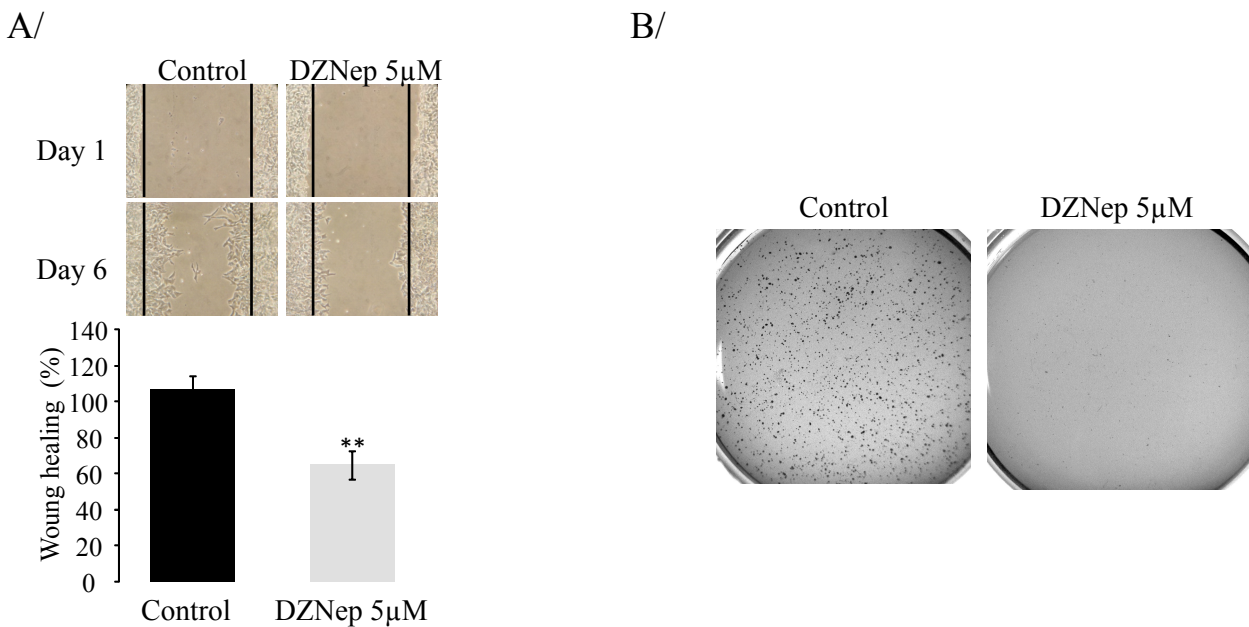 A/
Control DZNep 5µM
Day 1
Day 6
140
120
100
80
60
40
20
0
Woung healing (%)
**
Control DZNep 5µM
B/
Control DZNep 5µM